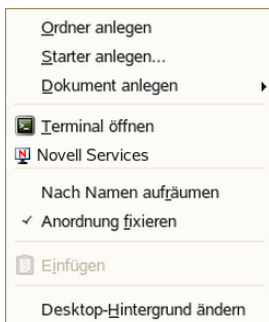 Ordner anlegen
Starter anlegen...
Dokument anlegen
Terminal öffnen
Novell Services
Nach Namen aufräumen
Anordnung fixieren
Einfügen
Desktop-Hintergrund ändern